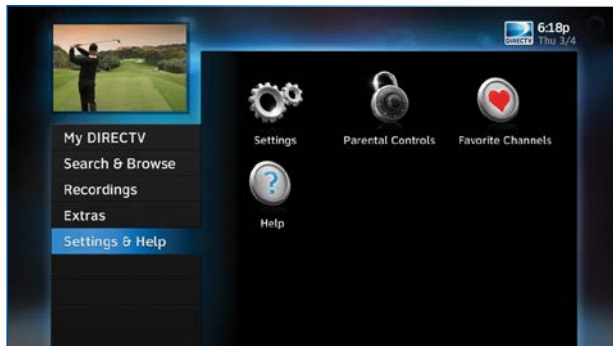 6:18p
DIRECTV Thu 3/4
My DIRECTV
Search & Browse
Recordings
Extras
Settings & Help
Settings Parental Controls Favorite Channels
?
Help